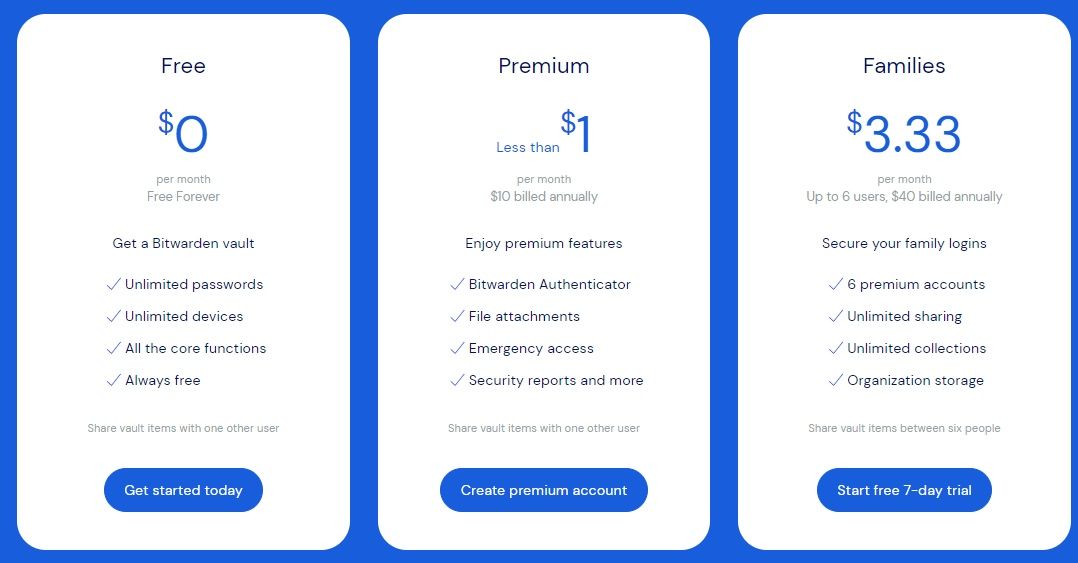 Free
$0
per month
Free Forever
Get a Bitwarden vault
Unlimited passwords
Unlimited devices
All the core functions
Always free
Share vault items with one other user
Get started today
Premium
Less than $1
per month
$10 billed annually
Enjoy premium features
Bitwarden Authenticator
File attachments
Emergency access
Security reports and more
Share vault items with one other user
Create premium account
Families
$3.33
per month
Up to 6 users, $40 billed annually
Secure your family logins
6 premium accounts
Unlimited sharing
Unlimited collections
Organization storage
Share vault items between six people
Start free 7-day trial